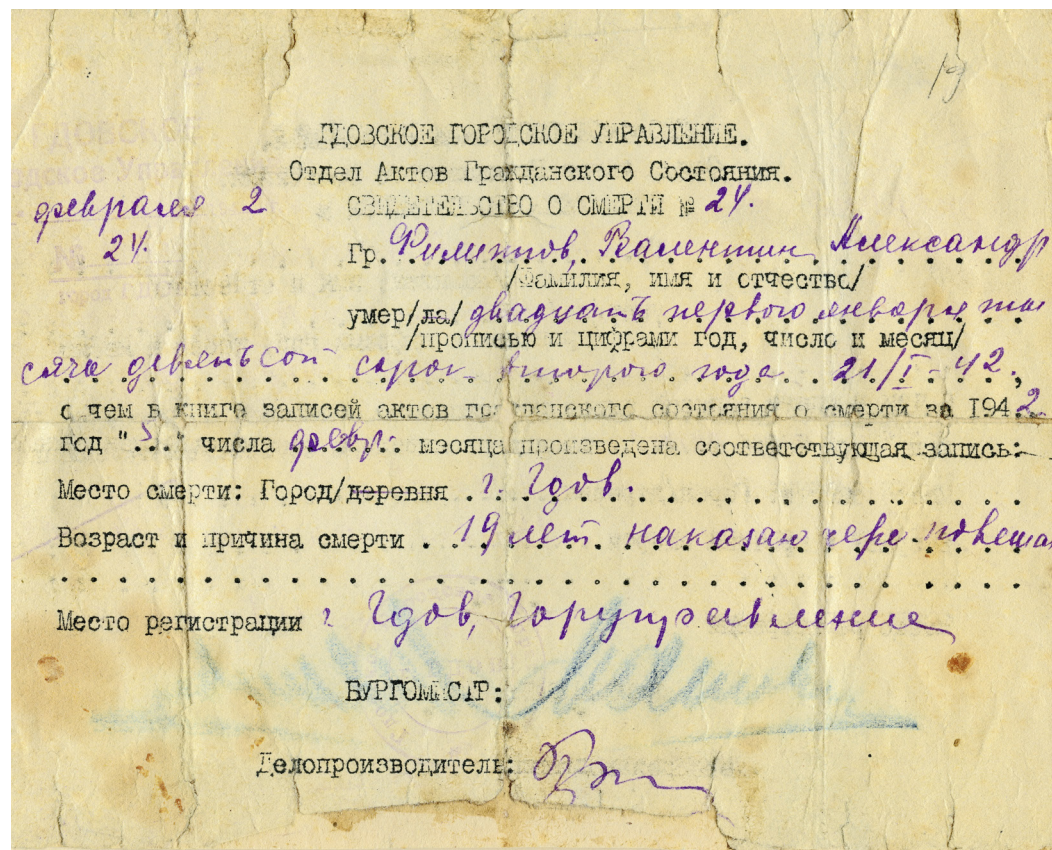 19
ГДОВСКОЕ ГОРОДСКОЕ УПРАВЛЕНИЕ.
Отдел Актов Гражданского Состояния.
февраля 2
СВИДЕТЕЛЬСТВО О СМЕРТИ № 24.
24.
Гр. Филиппов, Валентин Александр
/Фамилия, имя и отчество/
умер/ла/ двадцать первого января ты
/прописью и цифрами год, число и месяц/
сяча девятьсот сорок второго года 21/I-42.,
о чем в книге записей актов гражданского состояния о смерти за 1942
год "..." числа февр. месяца произведена соответствующая запись:
Место смерти: Город/деревня г. Гдов.
Возраст и причина смерти . 19 лет. наказан чере повеша
Место регистрации г Гдов, Горуправление
БУРГОМИСТР:
Делопроизводитель: